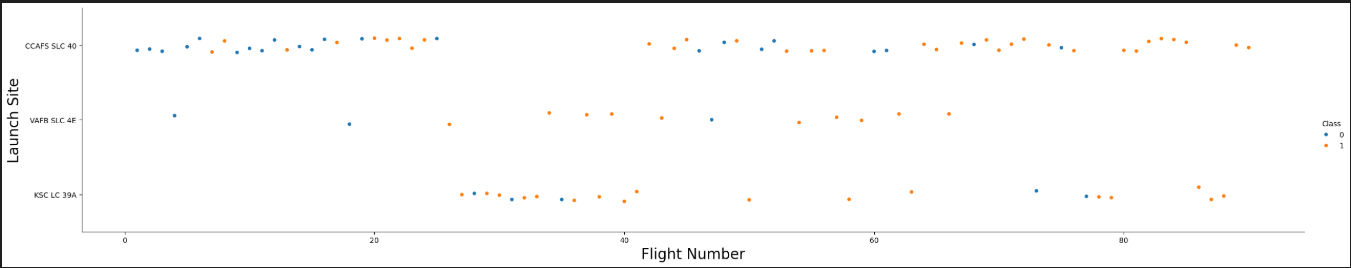 CCAFS SLC 40
VAFB SLC 4E
KSC LC 39A
Launch Site
0 20 40 60 80
Flight Number
Class
0
1